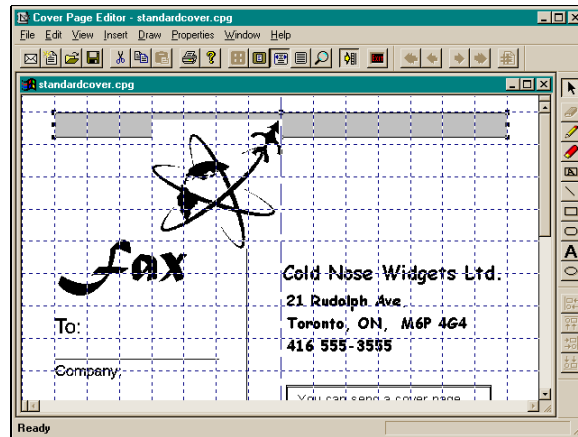 Cover Page Editor - standardcover.cpg
File Edit View Insert Draw Properties Window Help
standardcover.cpg
A
A
fax
Cold Nose Widgets Ltd.
21 Rudolph Ave
Toronto, ON, M6P 4G4
416 555-3555
To:
Company:
You can send a cover page
Ready